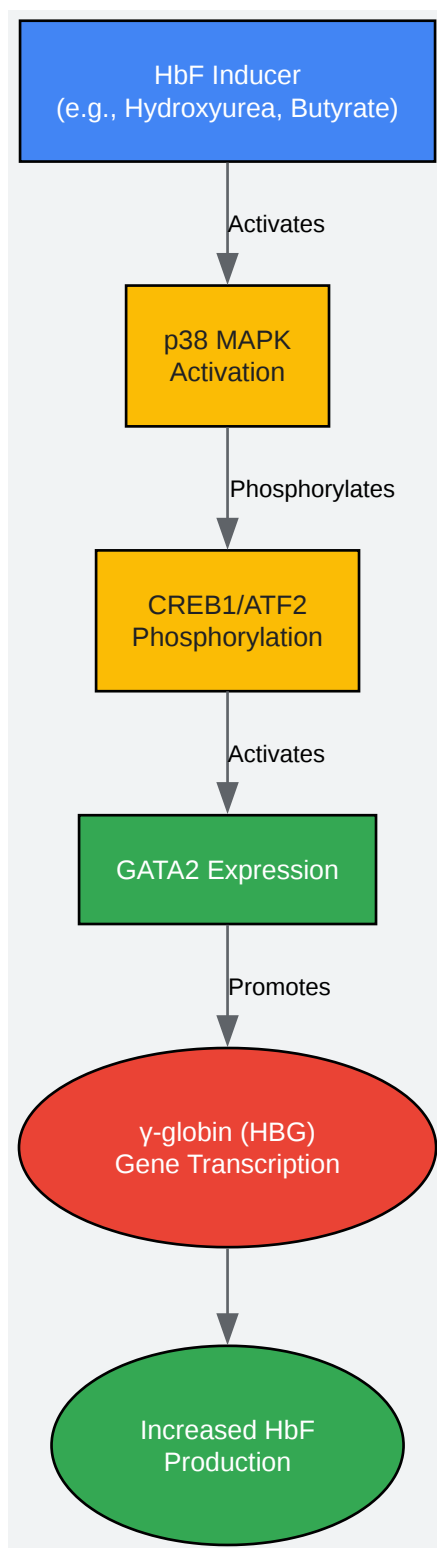 HbF Inducer
(e.g., Hydroxyurea, Butyrate)
Activates
p38 MAPK
Activation
Phosphorylates
CREB1/ATF2
Phosphorylation
Activates
GATA2 Expression
Promotes
γ-globin (HBG)
Gene Transcription
Increased HbF
Production